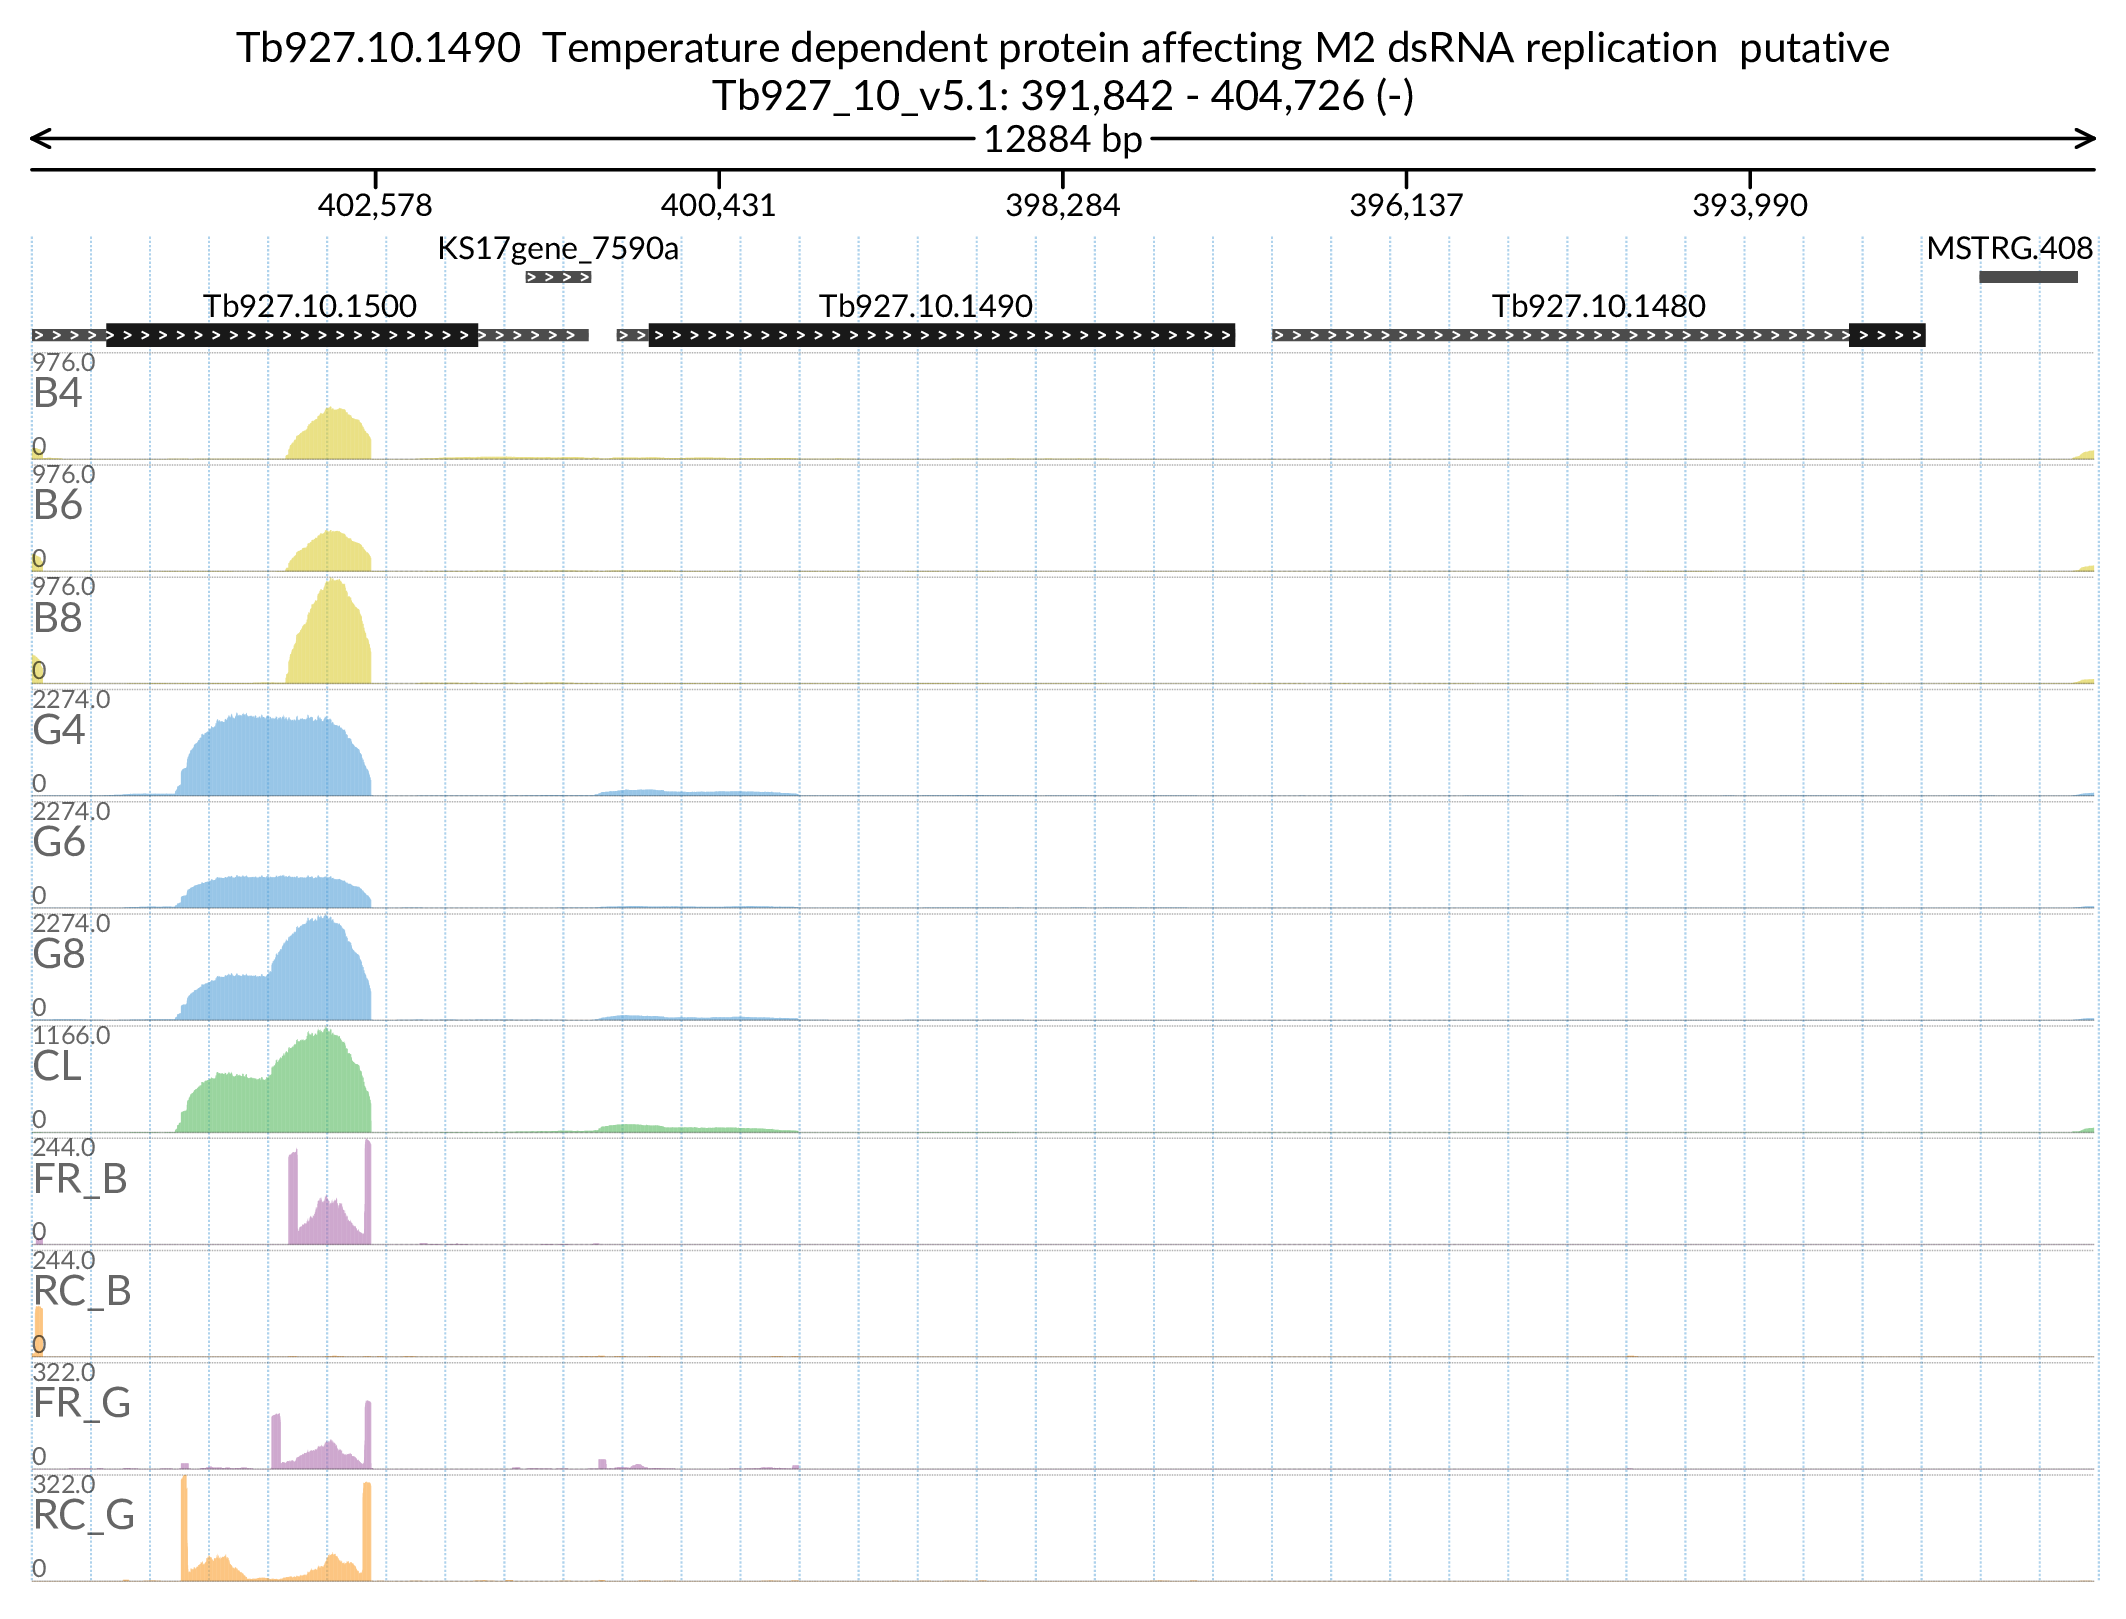 Tb927.10.1490  Temperature dependent protein affecting M2 dsRNA replication  putative
Tb927_10_v5.1: 391,842 - 404,726 (-)
12884 bp
402,578 400,431 398,284 396,137 393,990
KS17gene_7590a MSTRG.408
Tb927.10.1500 Tb927.10.1490 Tb927.10.1480
976.0
B4
0
976.0
B6
0
976.0
B8
0
2274.0
G4
0
2274.0
G6
0
2274.0
G8
0
1166.0
CL
0
244.0
FR_B
0
244.0
RC_B
0
322.0
FR_G
0
322.0
RC_G
0